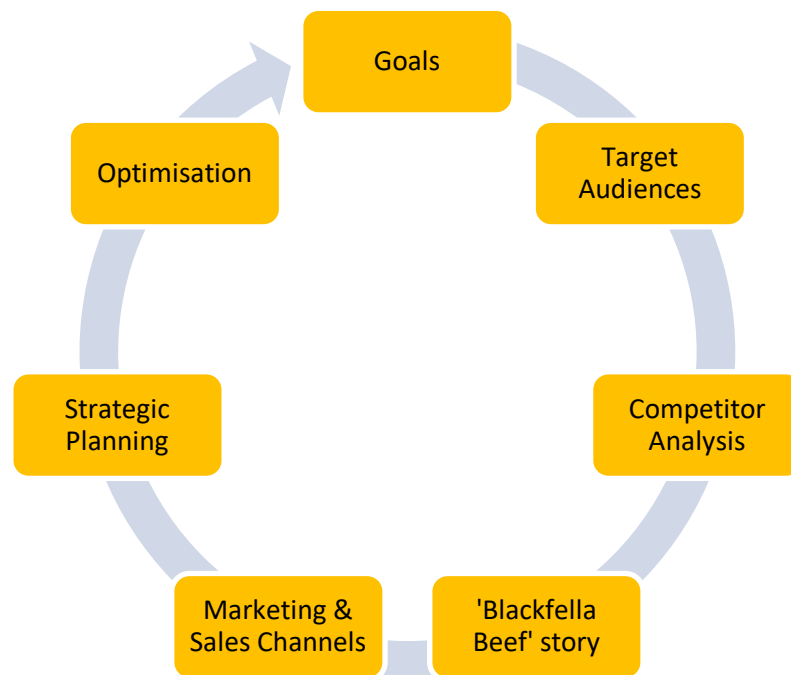 Goals
Target
Audiences
Competitor
Analysis
'Blackfella
Beef' story
Marketing &
Sales Channels
Strategic
Planning
Optimisation